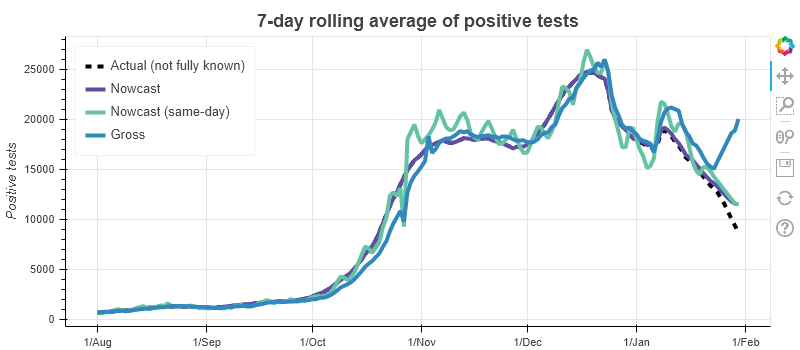 7-day rolling average of positive tests
Actual (not fully known)
Nowcast
Nowcast (same-day)
Gross
Positive tests
25000
20000
15000
10000
5000
0
1/Aug
1/Sep
1/Oct
1/Nov
1/Dec
1/Jan
1/Feb